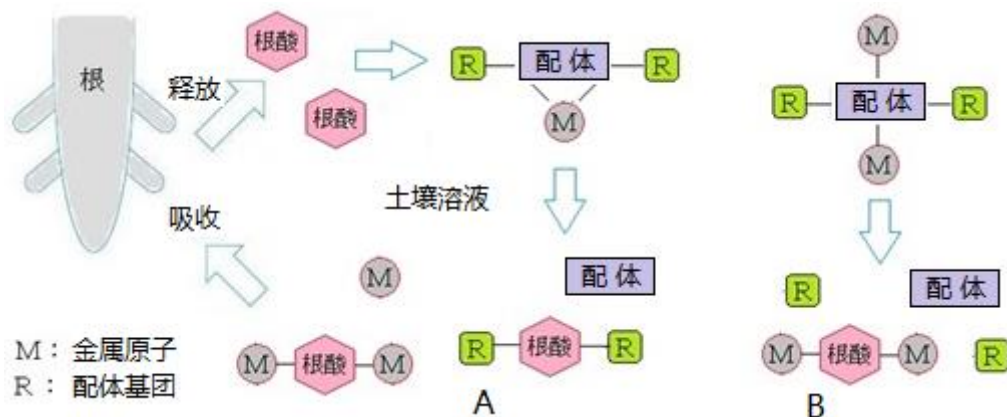 根
释放
根酸
根酸
R 配体 R
M
M
R 配体 R
M
土壤溶液
吸收
M
配体
R
配体
M 根酸 M
R 根酸 R
M 根酸 M
R
M：金属原子
R：配体基团
A
B